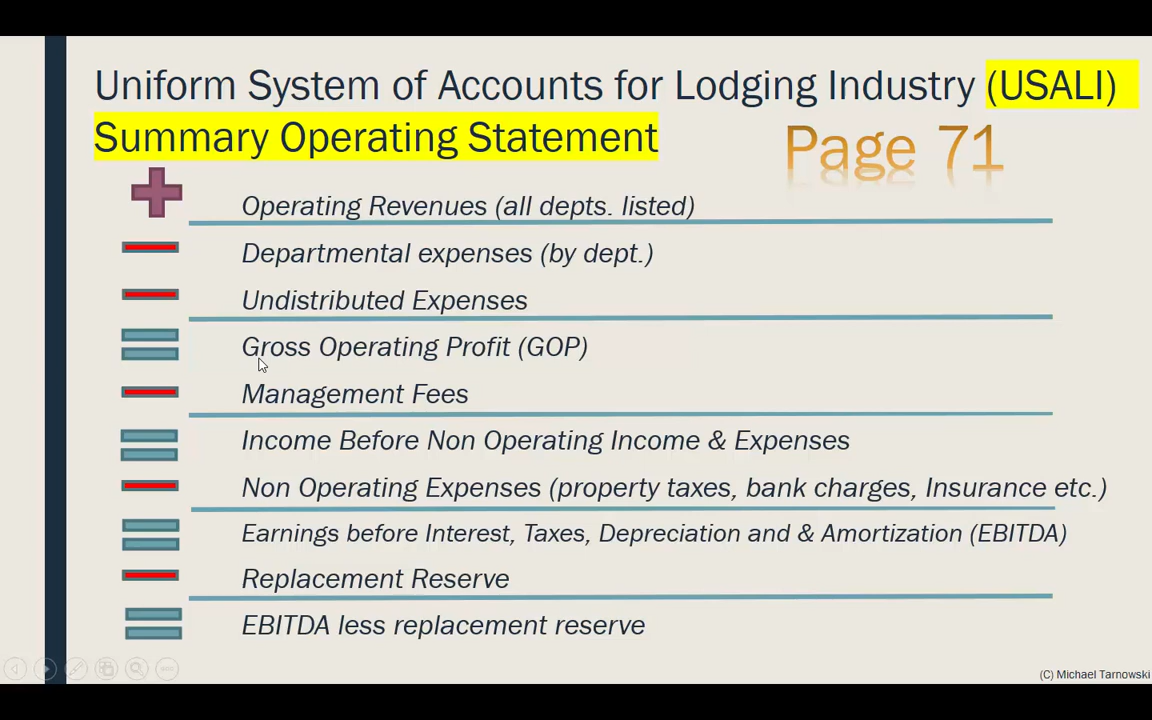 Uniform System of Accounts for Lodging Industry (USALI)
Summary Operating Statement
Page 71
Operating Revenues (all depts. listed)
Departmental expenses (by dept.)
Undistributed Expenses
Gross Operating Profit (GOP)
Management Fees
Income Before Non Operating Income & Expenses
Non Operating Expenses (property taxes, bank charges, Insurance etc.)
Earnings before Interest, Taxes, Depreciation and & Amortization (EBITDA)
Replacement Reserve
EBITDA less replacement reserve
(C) Michael Tarnowski